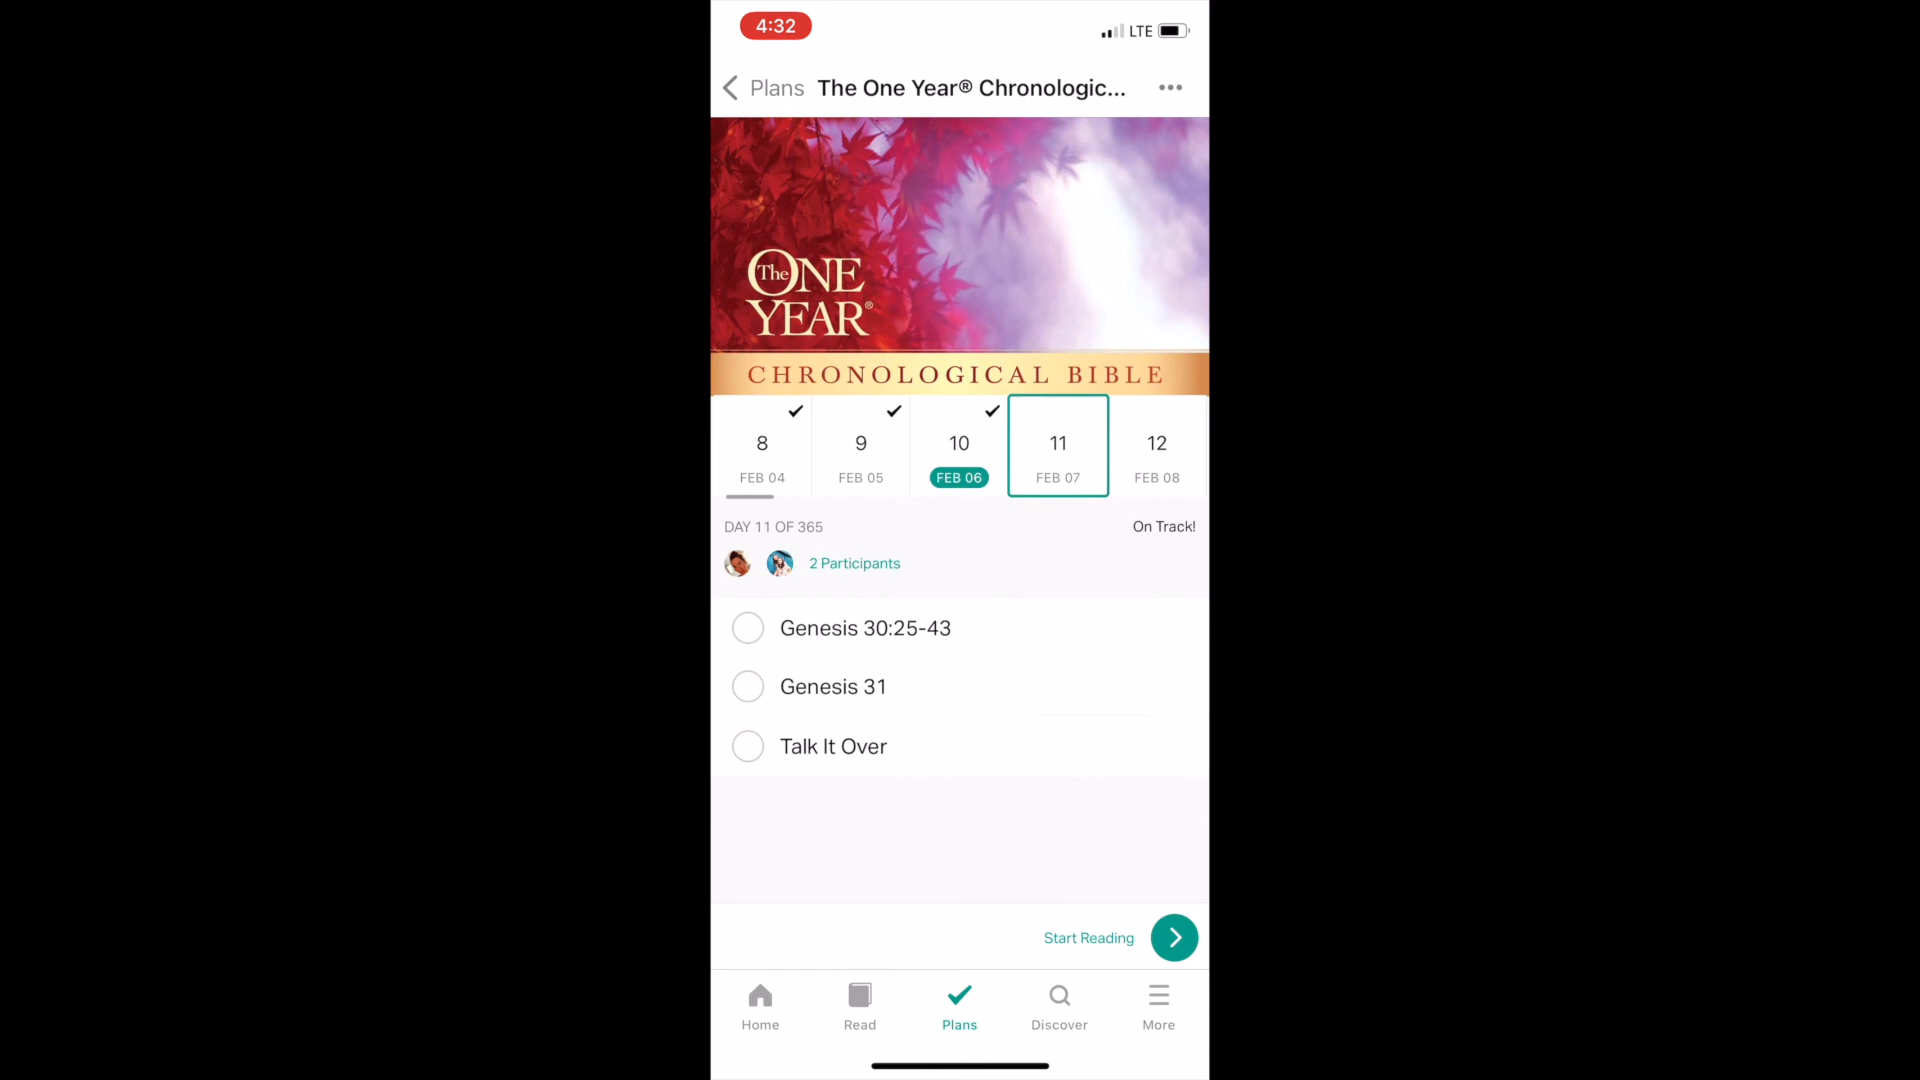 4:32
LTE
Plans The One Year® Chronologic...
The ONE
YEAR®
CHRONOLOGICAL BIBLE
8 9 10 11 12
FEB 04 FEB 05 FEB 06 FEB 07 FEB 08
DAY 11 OF 365 On Track!
2 Participants
Genesis 30:25-43
Genesis 31
Talk It Over
Start Reading
Home Read Plans Discover More